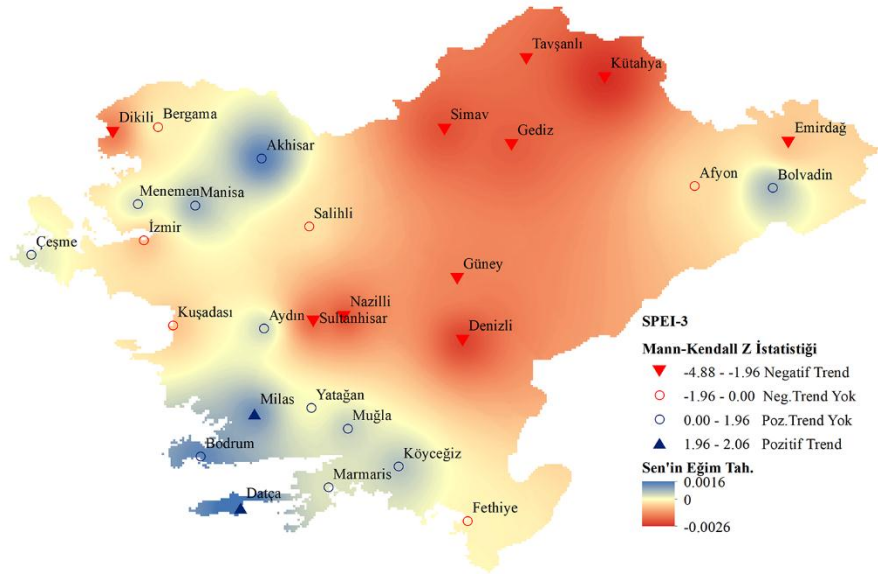 Tavşanlı
Kütahya
Dikili
Bergama
Simav
Gediz
Emirdağ
Akhisar
Afyon
Bolvadin
Menemen
Manisa
Salihli
İzmir
Çeşme
Güney
Kuşadası
Aydın
Nazilli
Sultanhisar
Denizli
SPEI-3
Mann-Kendall Z İstatistiği
-4.88 - -1.96 Negatif Trend
-1.96 - 0.00 Neg.Trend Yok
0.00 - 1.96 Poz.Trend Yok
1.96 - 2.06 Pozitif Trend
Sen'in Eğim Tah.
0.0016
0
-0.0026
Milas
Yatağan
Muğla
Bodrum
Köyceğiz
Marmaris
Datça
Fethiye